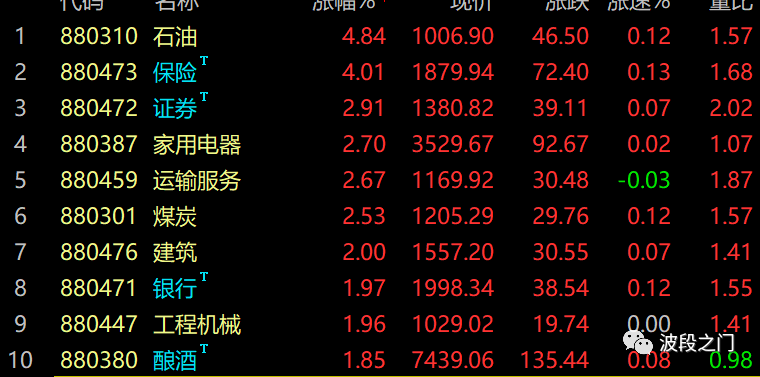 代码 名称 涨幅% 现价 涨跌 涨速% 量比
1 880310 石油 4.84 1006.90 46.50 0.12 1.57
2 880473 保险T 4.01 1879.94 72.40 0.13 1.68
3 880472 证券T 2.91 1380.82 39.11 0.07 2.02
4 880387 家用电器 2.70 3529.67 92.67 0.02 1.07
5 880459 运输服务 2.67 1169.92 30.48 -0.03 1.87
6 880301 煤炭 2.53 1205.29 29.76 0.12 1.57
7 880476 建筑 2.00 1557.20 30.55 0.07 1.41
8 880471 银行T 1.97 1998.34 38.54 0.12 1.55
9 880447 工程机械 1.96 1029.02 19.74 0.00 1.41
波段之门
10 880380 酿酒T 1.85 7439.06 135.44 0.08 0.98